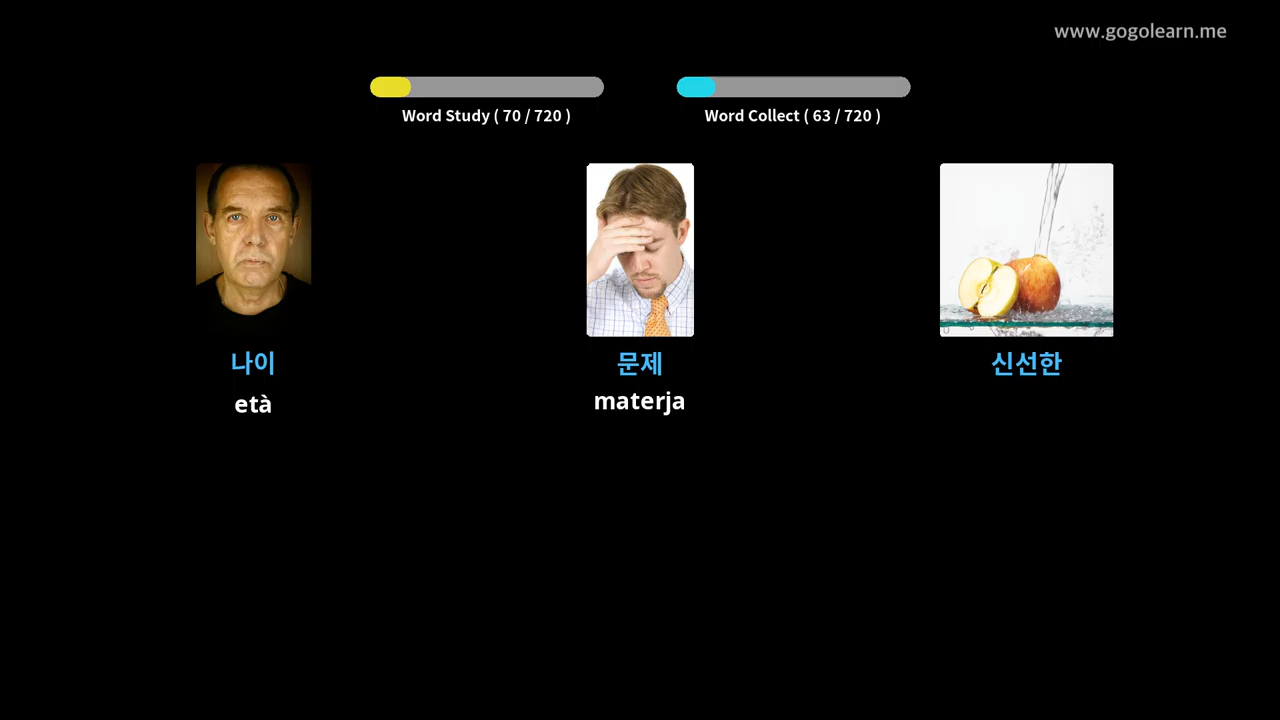 www.gogolearn.me
Word Study ( 70 / 720 )
Word Collect ( 63 / 720 )
나이
문제
신선한
età
materja